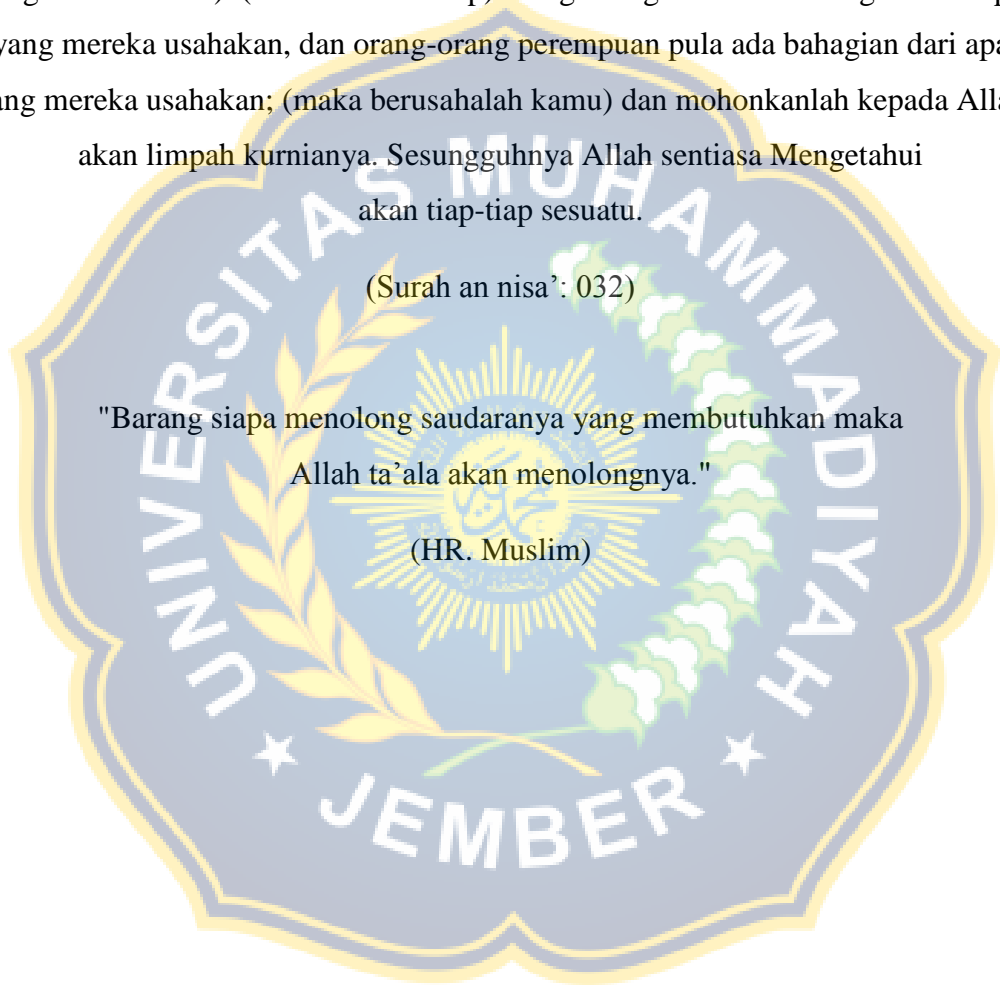 yang mereka usahakan, dan orang-orang perempuan pula ada bahagian dari apa
mereka usahakan; (maka berusahalah kamu) dan mohonkanlah kepada
akan limpah kurnianya. Sesungguhnya Allah sentiasa Mengetahui
akan tiap-tiap sesuatu.
(Surah an nisa’: 032)
"Barang siapa menolong saudaranya yang membutuhkan maka
Allah ta’ala akan menolongnya."
(HR. Muslim)
UNIVERSITAS MUHAMMADIYAH
JEMBER